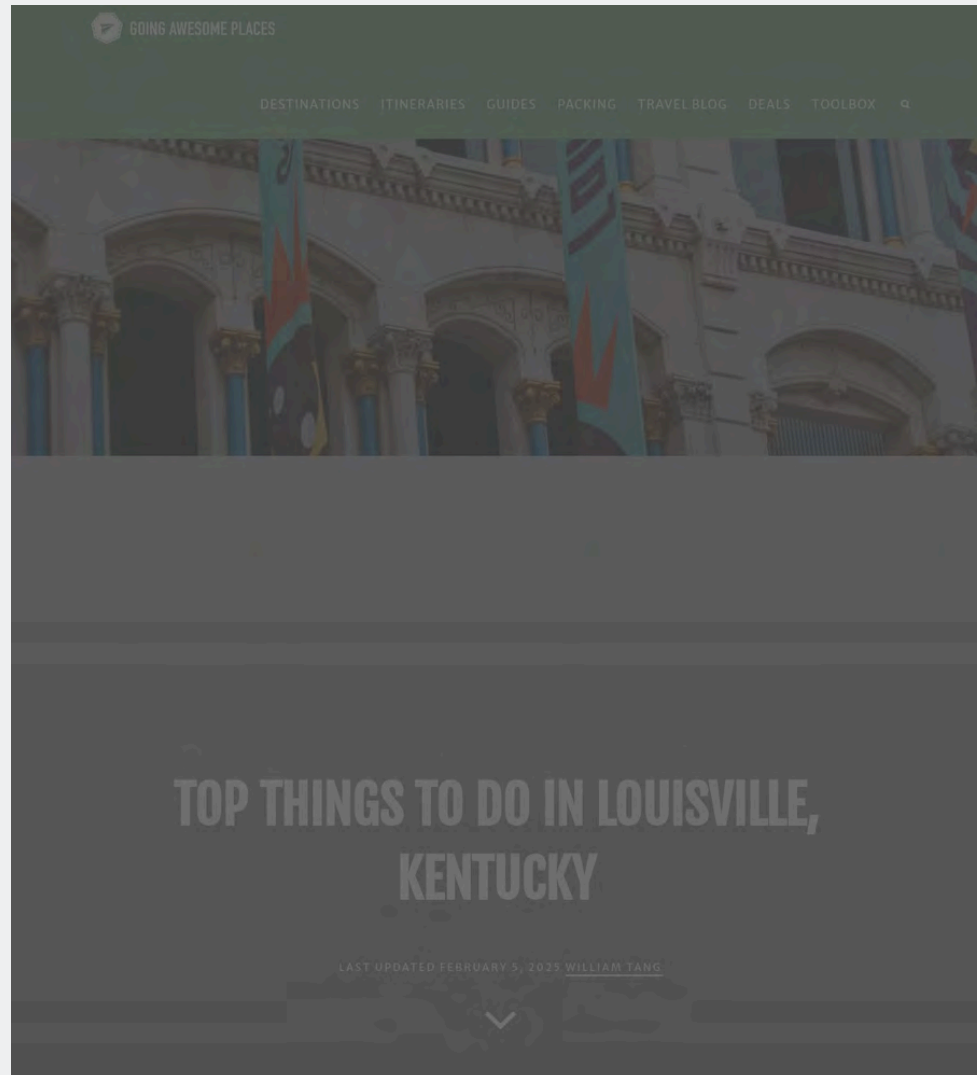 GOING AWESOME PLACES
DESTINATIONS ITINERARIES GUIDES PACKING TRAVEL BLOG DEALS TOOLBOX
TOP THINGS TO DO IN LOUISVILLE,
KENTUCKY
LAST UPDATED FEBRUARY 5, 2025 WILLIAM TANG